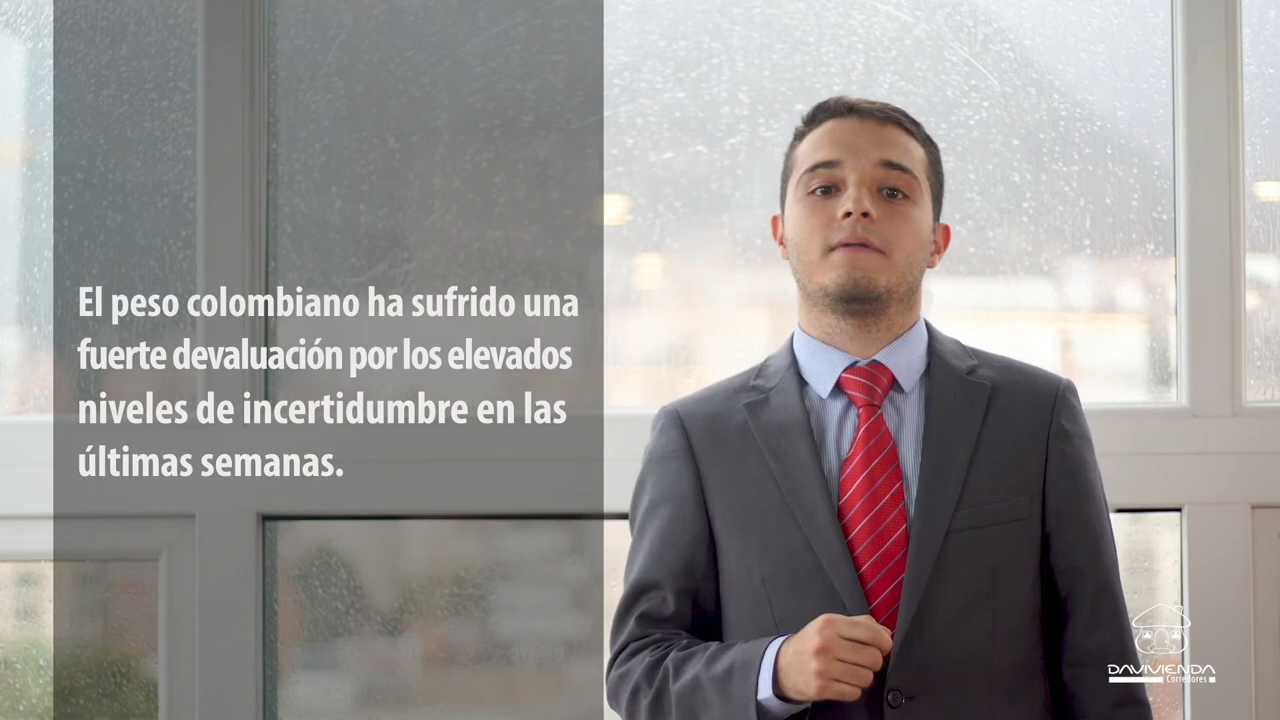 El peso colombiano ha sufrido una
fuerte devaluación por los elevados
niveles de incertidumbre en las
últimas semanas.
DAVIVIENDA
Corredores